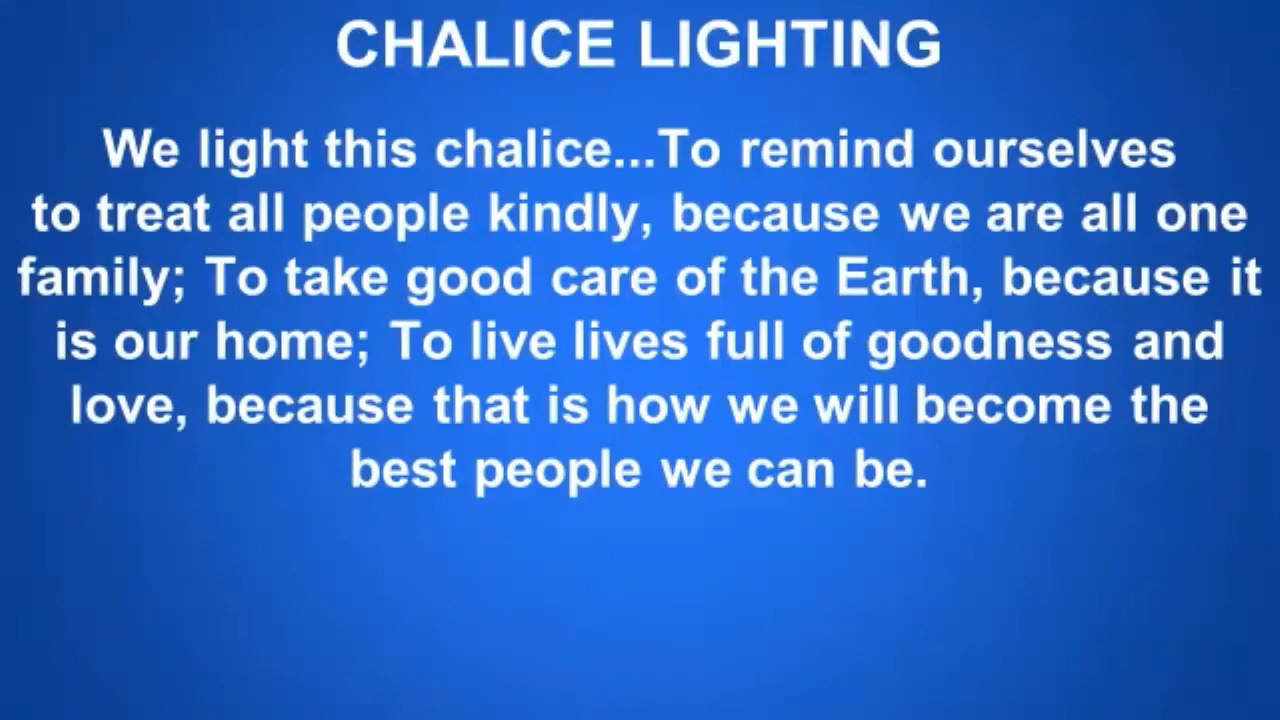 CHALICE LIGHTING
We light this chalice...To remind ourselves
to treat all people kindly, because we are all one
family; To take good care of the Earth, because it
is our home; To live lives full of goodness and
love, because that is how we will become the
best people we can be.